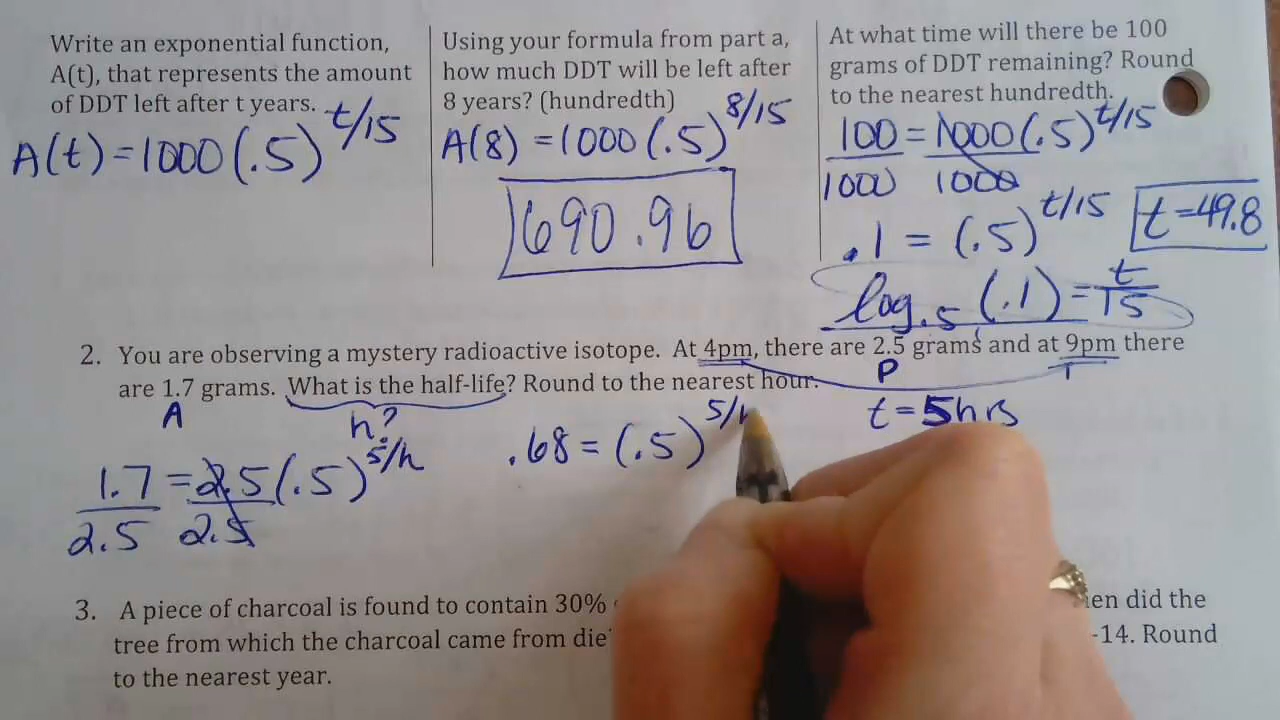 Write an exponential function,
A(t), that represents the amount
of DDT left after t years.
A(t) = 1000(.5)^t/15
Using your formula from part a,
how much DDT will be left after
8 years? (hundredth)
A(8) = 1000(.5)^8/15
690.96
At what time will there be 100
grams of DDT remaining? Round
to the nearest hundredth.
100 = 1000(.5)^t/15
1000 1000
.1 = (.5)^t/15
t = 49.8
log.5 (.1) = t/15
2. You are observing a mystery radioactive isotope. At 4pm, there are 2.5 grams and at 9pm there
P T
are 1.7 grams. What is the half-life? Round to the nearest hour.
A h? t = 5hrs
1.7 = 2.5(.5)^5/h
2.5 2.5
.68 = (.5)^5/h
3. A piece of charcoal is found to contain 30%
did the
tree from which the charcoal came from
-14. Round
to the nearest year.